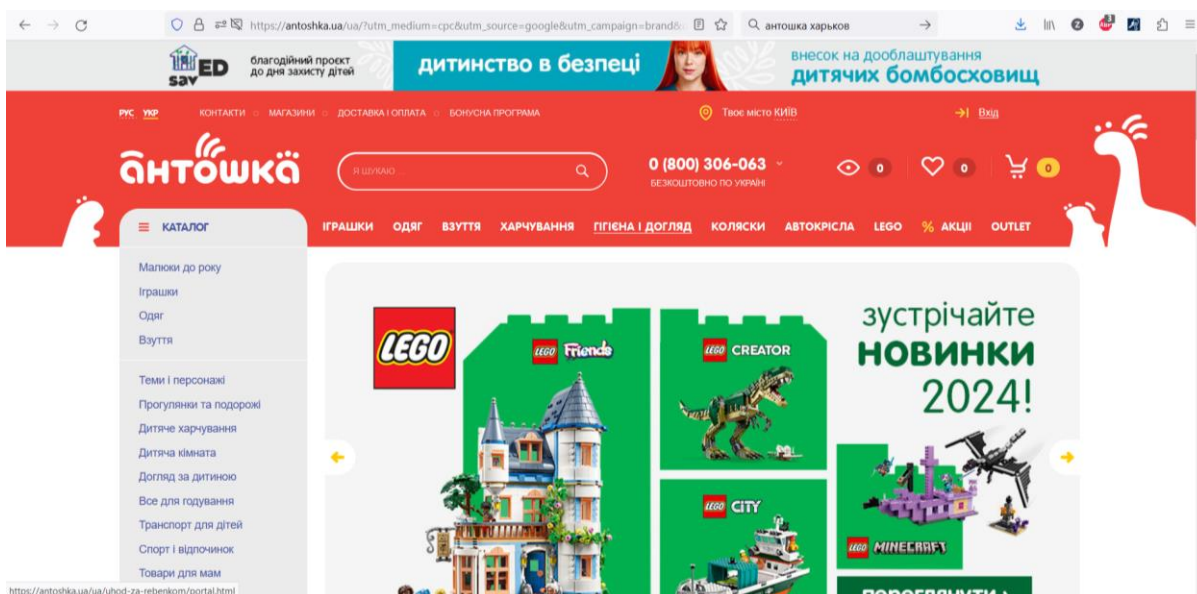 https://antoshka.ua/ua/?utm_medium=cpc&utm_source=google&utm_campaign=brand&
антошка харьков
savED
благодійний проєкт
до дня захисту дітей
дитинство в безпеці
внесок на дооблаштування
дитячих бомбосховищ
РУС УКР
КОНТАКТИ
МАГАЗИНИ
ДОСТАВКА І ОПЛАТА
БОНУСНА ПРОГРАМА
Твоє місто КИЇВ
Вхід
антошка
Я ШУКАЮ ...
0 (800) 306-063
БЕЗКОШТОВНО ПО УКРАЇНІ
0
0
0
КАТАЛОГ
ІГРАШКИ
ОДЯГ
ВЗУТТЯ
ХАРЧУВАННЯ
ГІГІЄНА І ДОГЛЯД
КОЛЯСКИ
АВТОКРІСЛА
LEGO
% АКЦІЇ
OUTLET
Малюки до року
Іграшки
Одяг
Взуття
Теми і персонажі
Прогулянки та подорожі
Дитяче харчування
Дитяча кімната
Догляд за дитиною
Все для годування
Транспорт для дітей
Спорт і відпочинок
Товари для мам
LEGO
LEGO Friends
LEGO CREATOR
LEGO CITY
зустрічайте
НОВИНКИ
2024!
LEGO MINECRAFT
переглянути ›
https://antoshka.ua/ua/uhod-za-rebenkom/portal.html